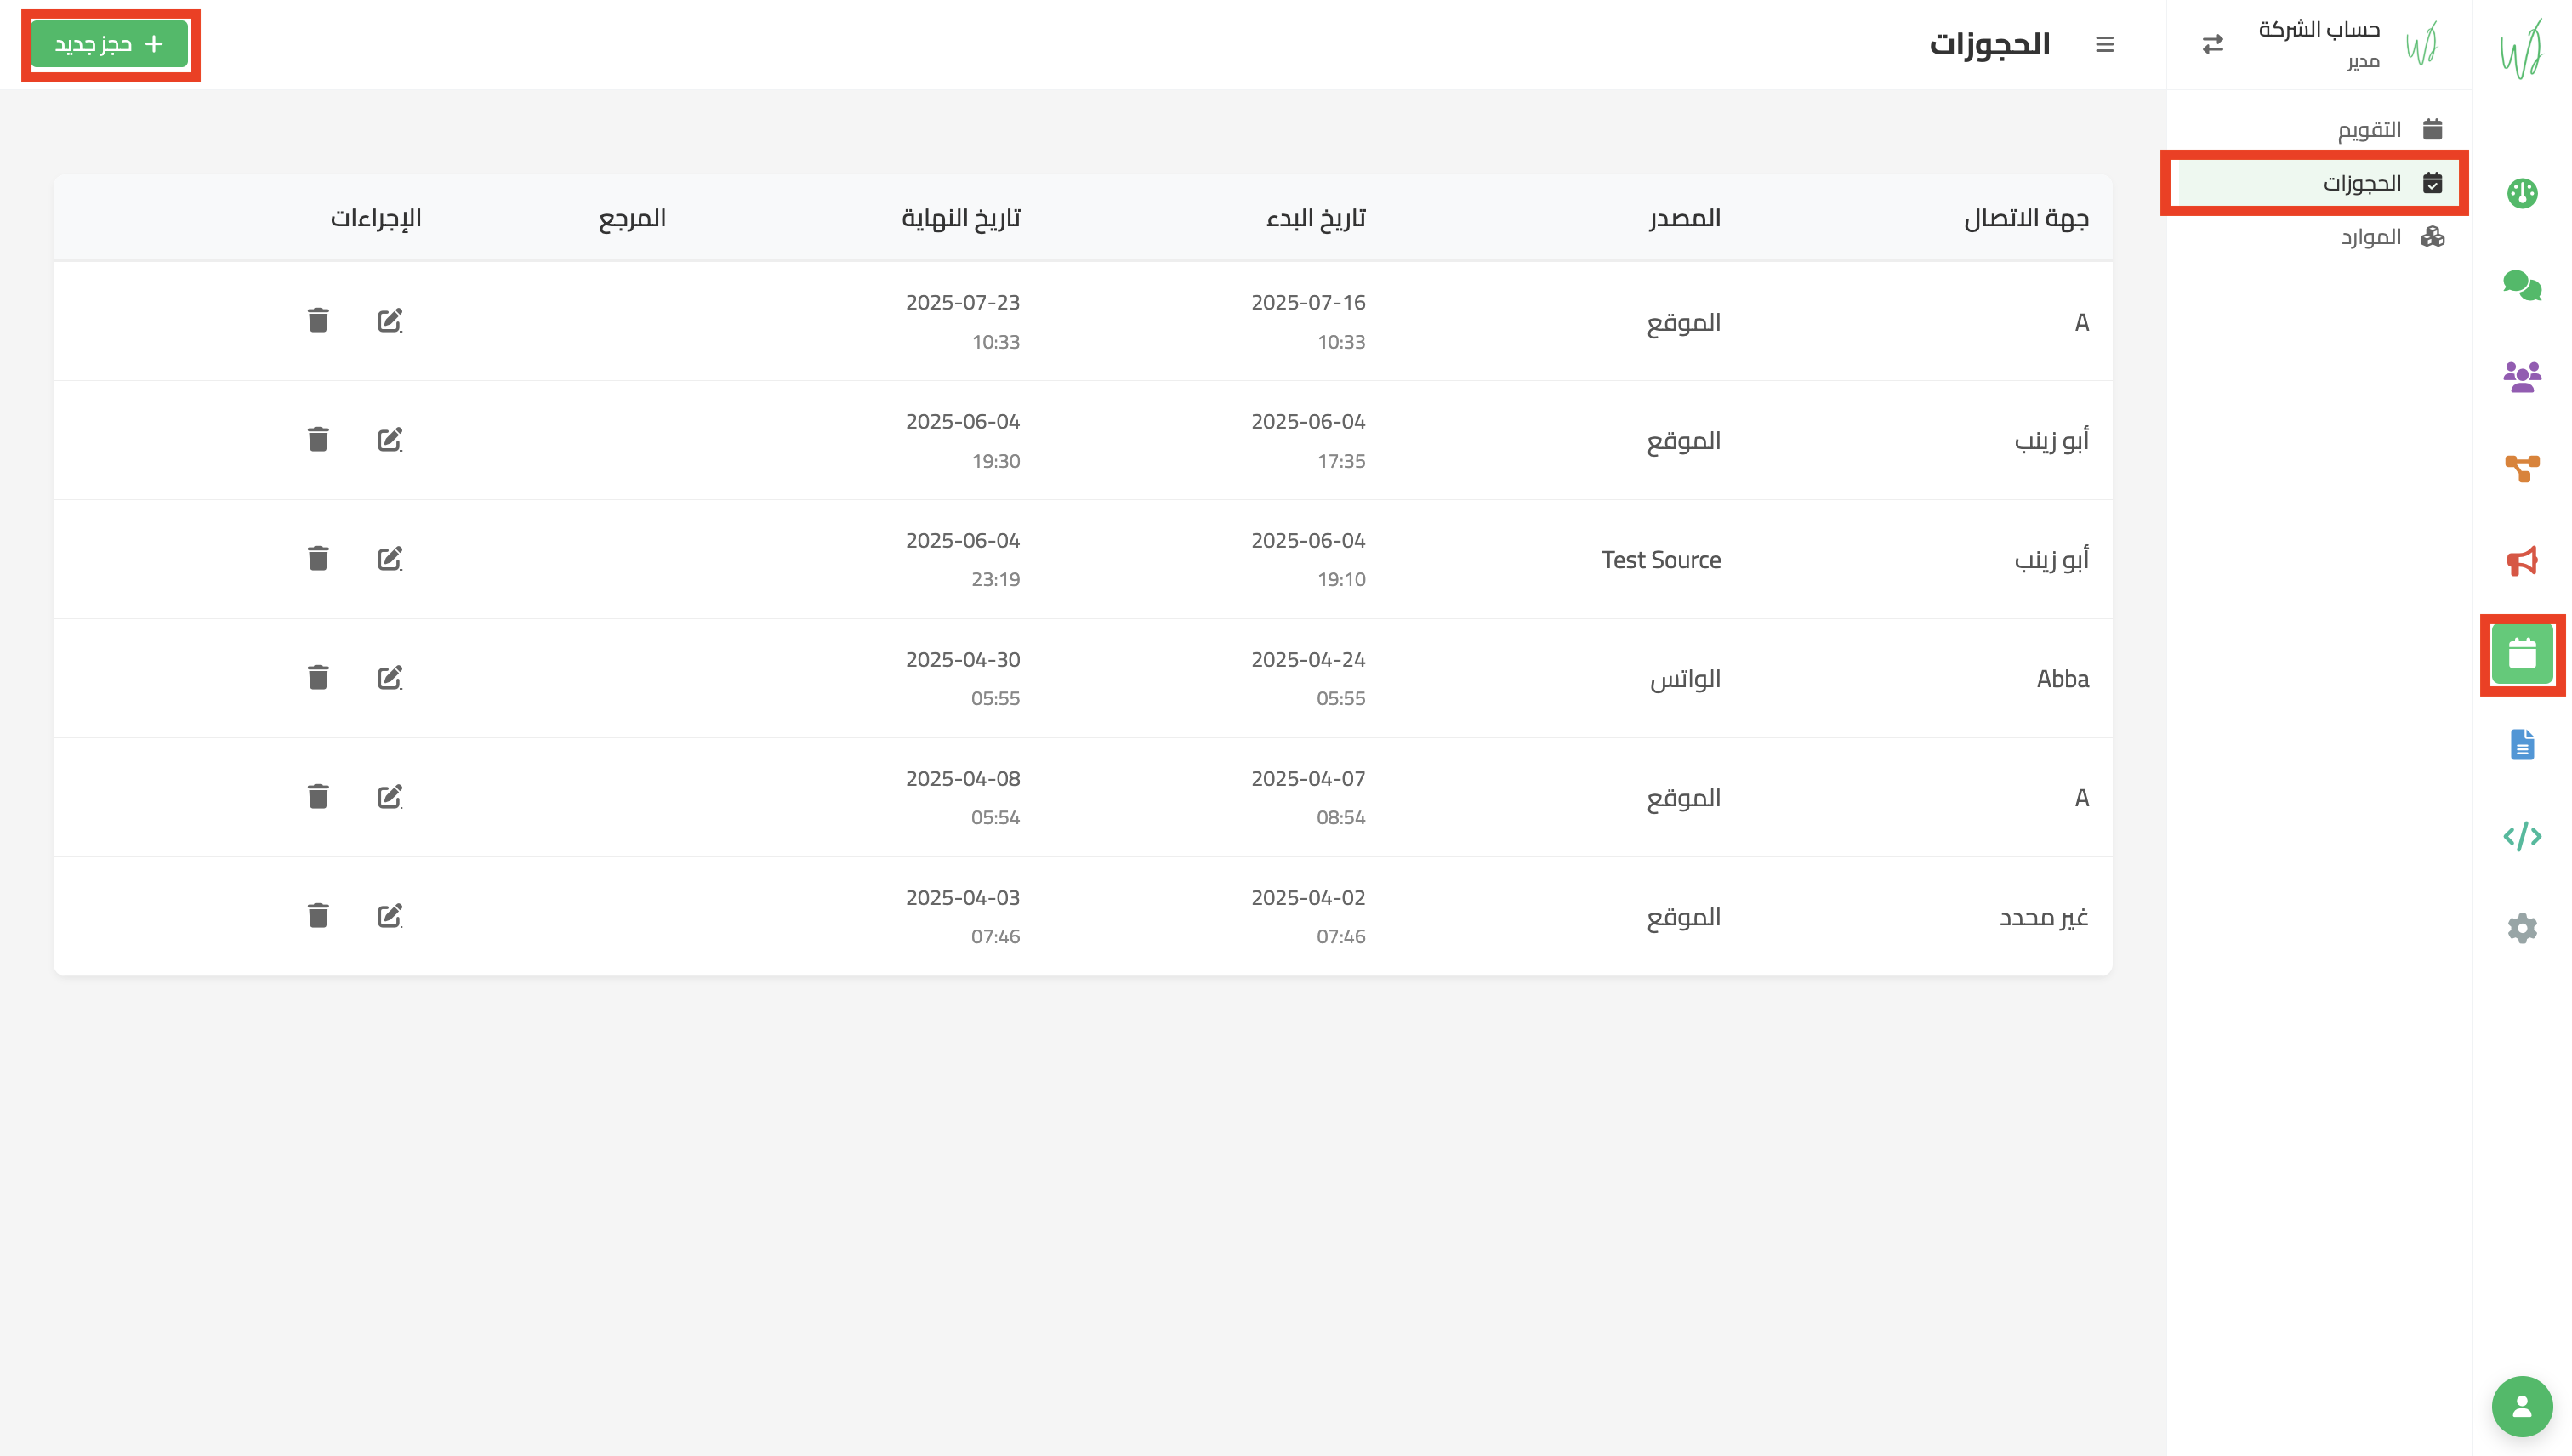 حساب الشركة
مدير
الحجوزات
حجز جديد
التقويم
الحجوزات
الموارد
جهة الاتصال
المصدر
تاريخ البدء
تاريخ النهاية
المرجع
الإجراءات
A
الموقع
2025-07-16
10:33
2025-07-23
10:33
أبو زينب
الموقع
2025-06-04
17:35
2025-06-04
19:30
أبو زينب
Test Source
2025-06-04
19:10
2025-06-04
23:19
Abba
الواتس
2025-04-24
05:55
2025-04-30
05:55
A
الموقع
2025-04-07
08:54
2025-04-08
05:54
غير محدد
الموقع
2025-04-02
07:46
2025-04-03
07:46